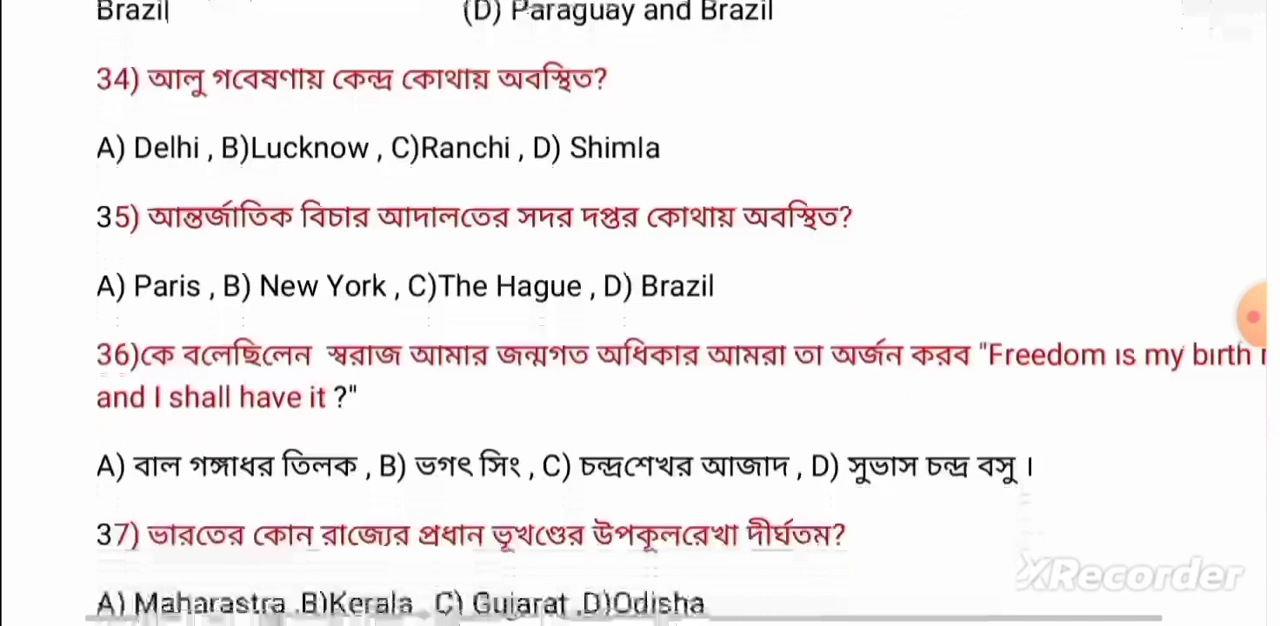 Brazil (D) Paraguay and Brazil
34) আলু গবেষণায় কেন্দ্র কোথায় অবস্থিত?
A) Delhi , B)Lucknow , C)Ranchi , D) Shimla
35) আন্তর্জাতিক বিচার আদালতের সদর দপ্তর কোথায় অবস্থিত?
A) Paris , B) New York , C)The Hague , D) Brazil
36)কে বলেছিলেন স্বরাজ আমার জন্মগত অধিকার আমরা তা অর্জন করব "Freedom is my birth
and I shall have it ?"
A) বাল গঙ্গাধর তিলক , B) ভগৎ সিং , C) চন্দ্রশেখর আজাদ , D) সুভাস চন্দ্র বসু ।
37) ভারতের কোন রাজ্যের প্রধান ভূখণ্ডের উপকূলরেখা দীর্ঘতম?
XRecorder
A) Maharastra .B)Kerala C) Gujarat .D)Odisha